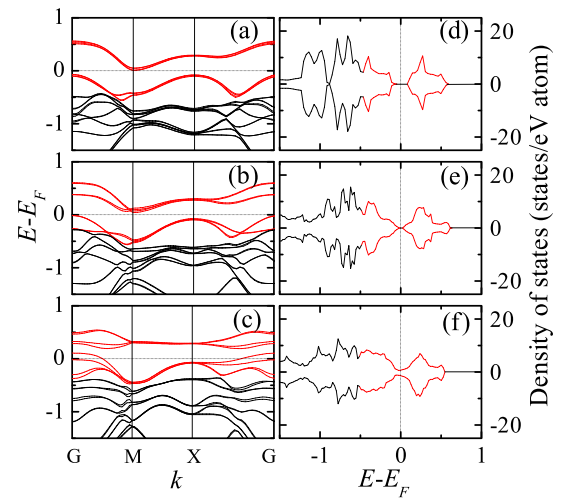 1
(a)
(d)
20
0
0
-1
-20
1
(b)
(e)
20
E-E_F
0
0
-1
-20
Density of states (states/eV atom)
1
(c)
(f)
20
0
0
-1
-20
G
M
X
G
-1
0
1
k
E-E_F